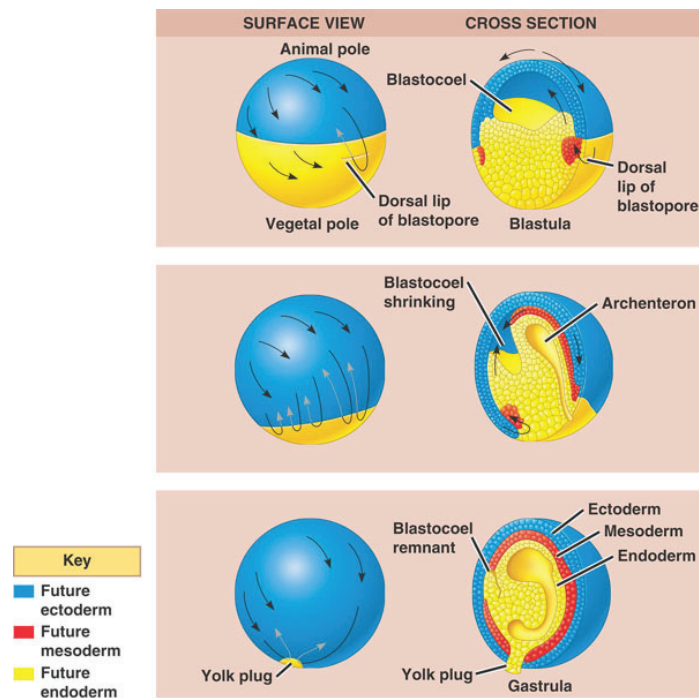 SURFACE VIEW
CROSS SECTION
Animal pole
Blastocoel
Dorsal lip
of blastopore
Vegetal pole
Dorsal
lip of
blastopore
Blastula
Blastocoel
shrinking
Archenteron
Ectoderm
Mesoderm
Endoderm
Blastocoel
remnant
Yolk plug
Yolk plug
Gastrula
Key
Future
ectoderm
Future
mesoderm
Future
endoderm